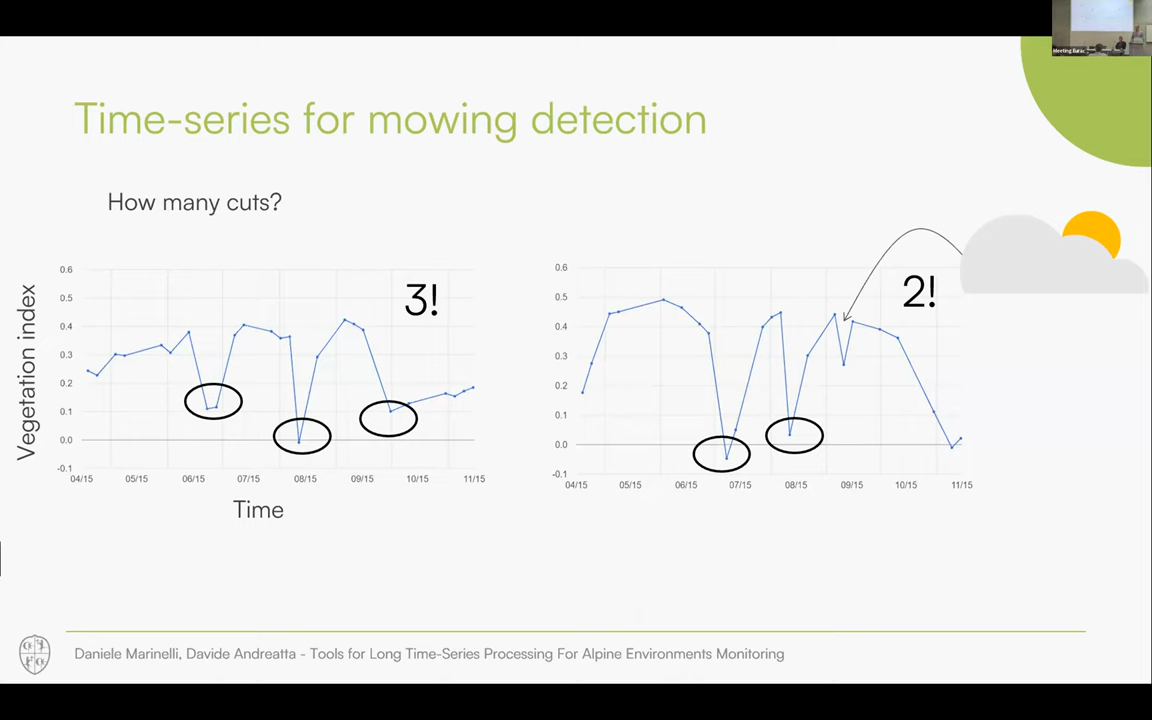 Meeting Barac
Time-series for mowing detection
How many cuts?
Vegetation index
0.6
0.5
0.4
0.3
0.2
0.1
0.0
-0.1
04/15 05/15 06/15 07/15 08/15 09/15 10/15 11/15
3!
Time
0.6
0.5
0.4
0.3
0.2
0.1
0.0
-0.1
04/15 05/15 06/15 07/15 08/15 09/15 10/15 11/15
2!
Daniele Marinelli, Davide Andreatta - Tools for Long Time-Series Processing For Alpine Environments Monitoring